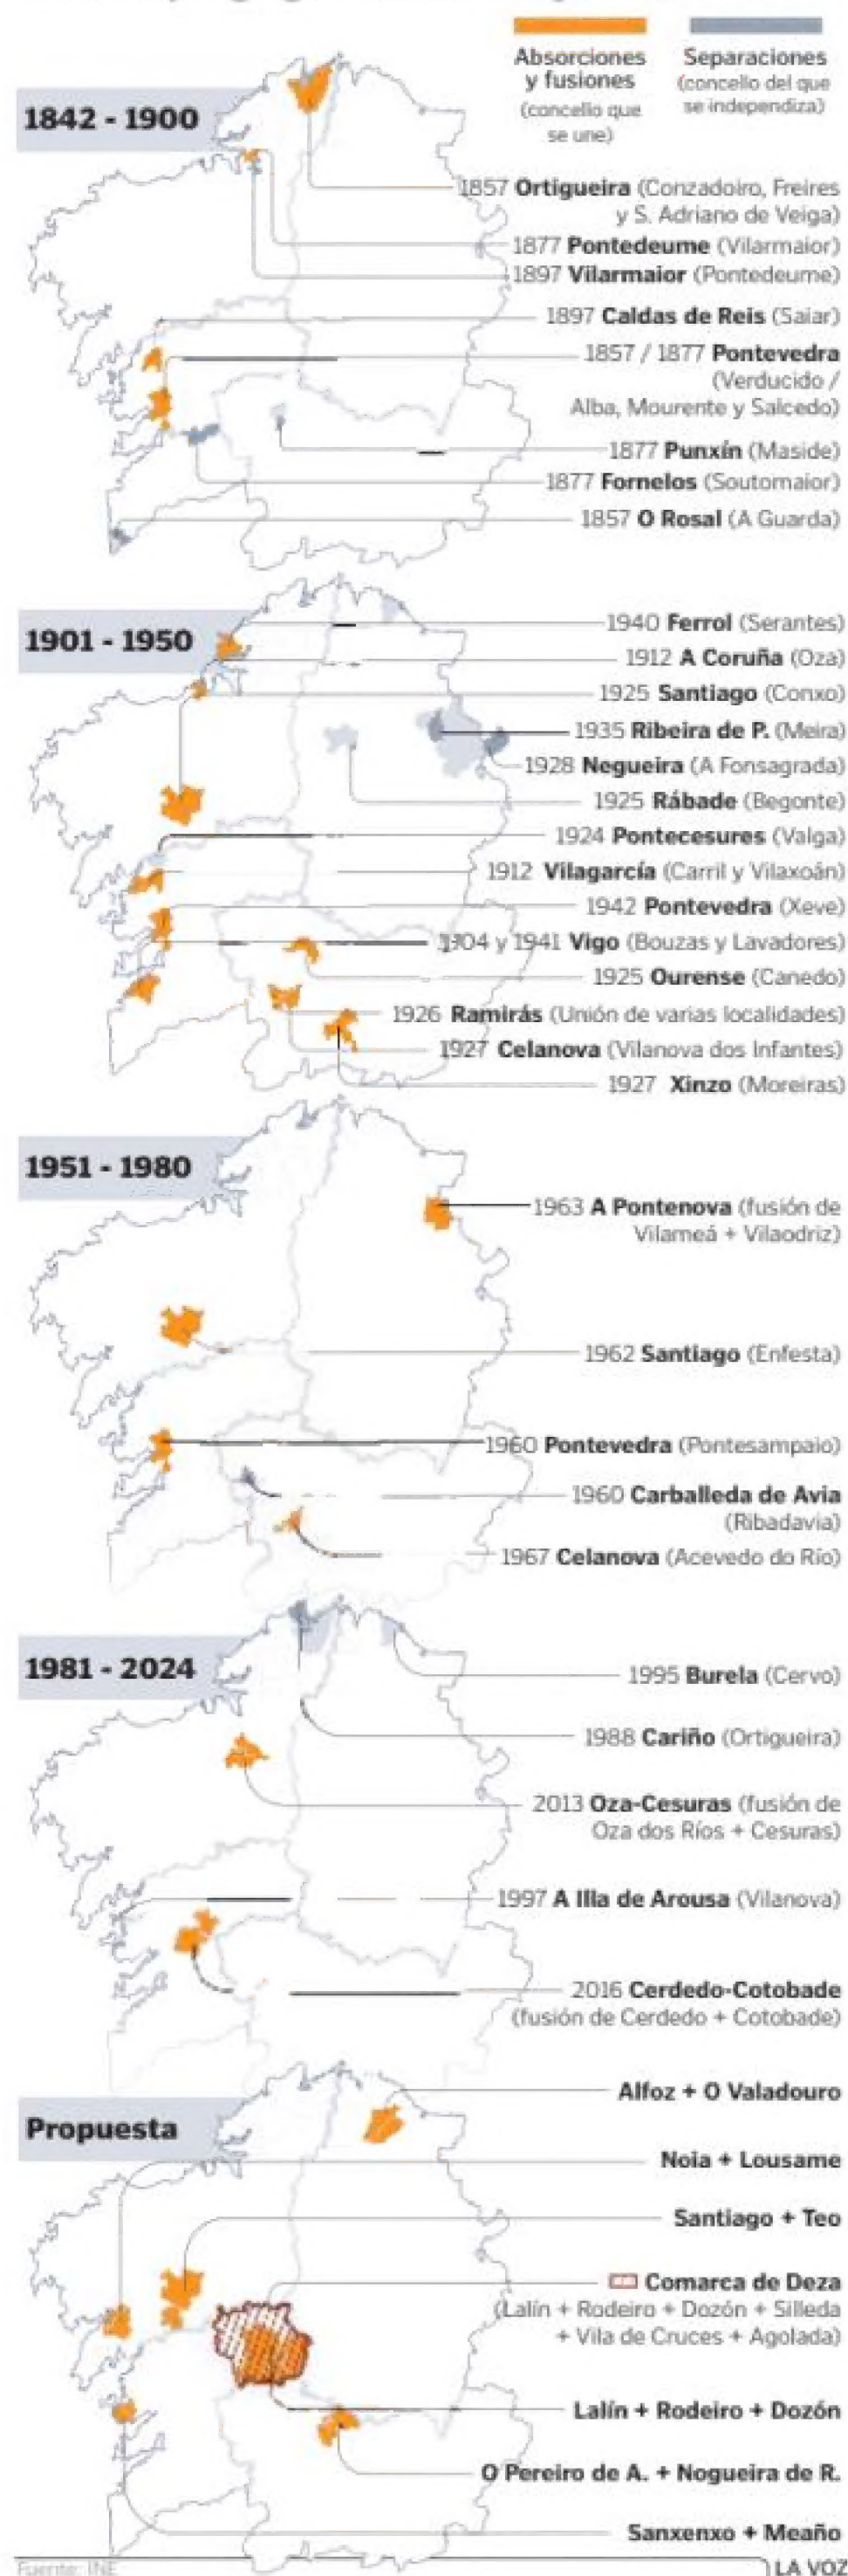 Absorciones
y fusiones
(concello que
se une)
Separaciones
(concello del que
se independiza)
1842 - 1900
1857 Ortigueira (Conzadoiro, Freires
y S. Adriano de Veiga)
1877 Pontedeume (Vilarmaior)
1897 Vilarmaior (Pontedeume)
1897 Caldas de Reis (Saiar)
1857 / 1877 Pontevedra
(Verducido /
Alba, Mourente y Salcedo)
1877 Punxín (Maside)
1877 Fornelos (Soutomaior)
1857 O Rosal (A Guarda)
1901 - 1950
1940 Ferrol (Serantes)
1912 A Coruña (Oza)
1925 Santiago (Conxo)
1935 Ribeira de P. (Meira)
1928 Negueira (A Fonsagrada)
1925 Rábade (Begonte)
1924 Pontecesures (Valga)
1912 Vilagarcía (Carril y Vilaxoán)
1942 Pontevedra (Xeve)
1904 y 1941 Vigo (Bouzas y Lavadores)
1925 Ourense (Canedo)
1926 Ramirás (Unión de varias localidades)
1927 Celanova (Vilanova dos Infantes)
1927 Xinzo (Moreiras)
1951 - 1980
1963 A Pontenova (fusión de
Vilameá + Vilaodriz)
1962 Santiago (Enfesta)
1960 Pontevedra (Pontesampaio)
1960 Carballeda de Avia
(Ribadavia)
1967 Celanova (Acevedo do Río)
1981 - 2024
1995 Burela (Cervo)
1988 Cariño (Ortigueira)
2013 Oza-Cesuras (fusión de
Oza dos Ríos + Cesuras)
1997 A Illa de Arousa (Vilanova)
2016 Cerdedo-Cotobade
(fusión de Cerdedo + Cotobade)
Propuesta
Alfoz + O Valadouro
Noia + Lousame
Santiago + Teo
Comarca de Deza
(Lalín + Rodeiro + Dozón + Silleda
+ Vila de Cruces + Agolada)
Lalín + Rodeiro + Dozón
O Pereiro de A. + Nogueira de R.
Sanxenxo + Meaño
Fuente: INE
LA VOZ